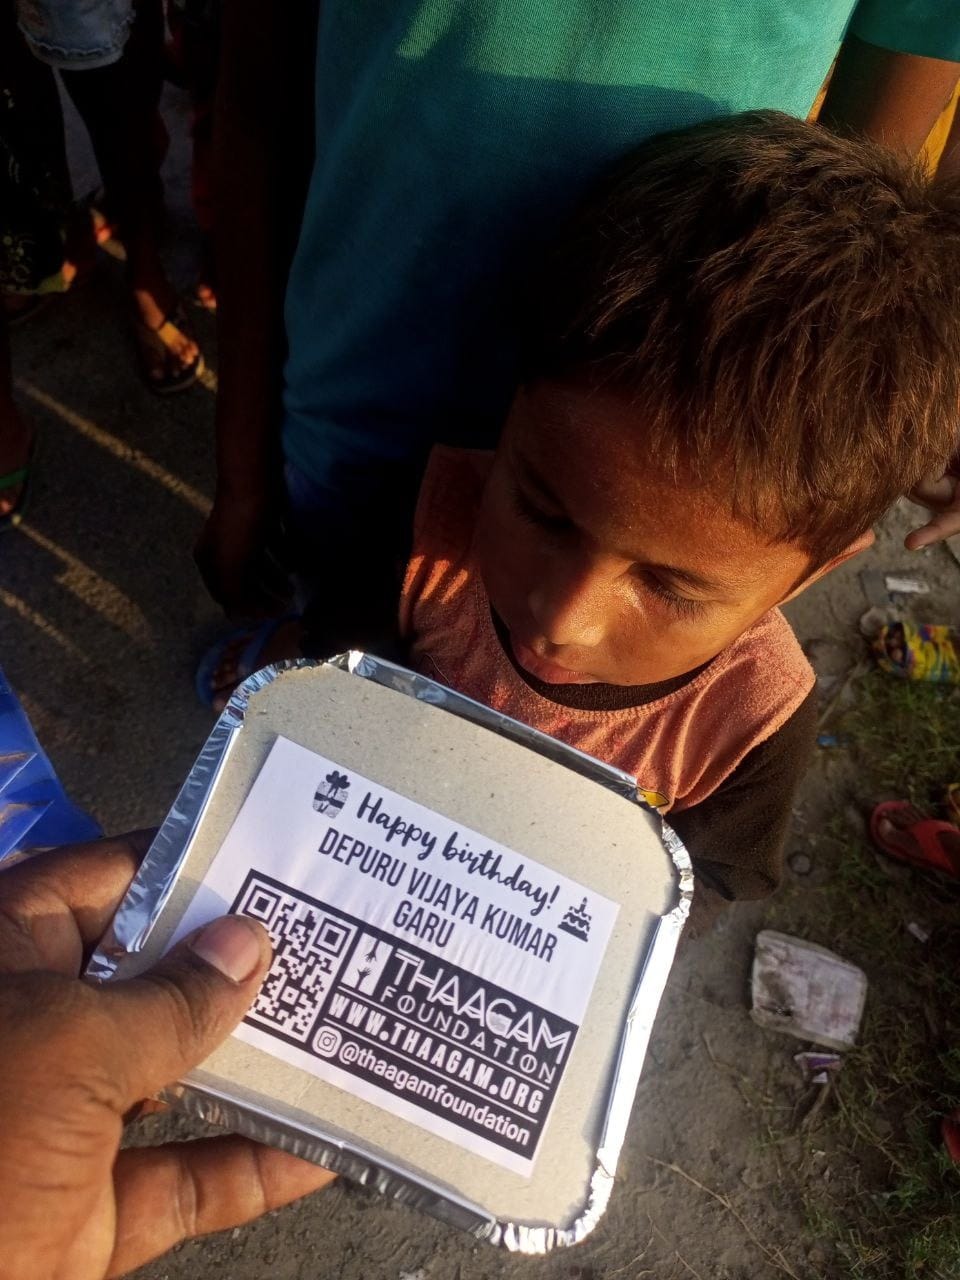 Happy birthday!
DEPURU VIJAYA KUMAR
GARU
THAAGAM
FOUNDATION
WWW.THAAGAM.ORG
@thaagamfoundation